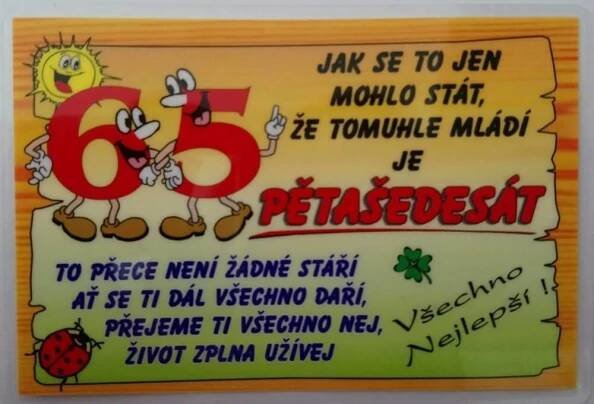 65
JAK SE TO JEN
MOHLO STÁT,
ŽE TOMUHLE MLÁDÍ
JE
PĚTAŠEDESÁT
TO PŘECE NENÍ ŽÁDNÉ STÁŘÍ
AŤ SE TI DÁL VŠECHNO DAŘÍ,
PŘEJEME TI VŠECHNO NEJ,
ŽIVOT ZPLNA UŽÍVEJ
Všechno
Nejlepší !